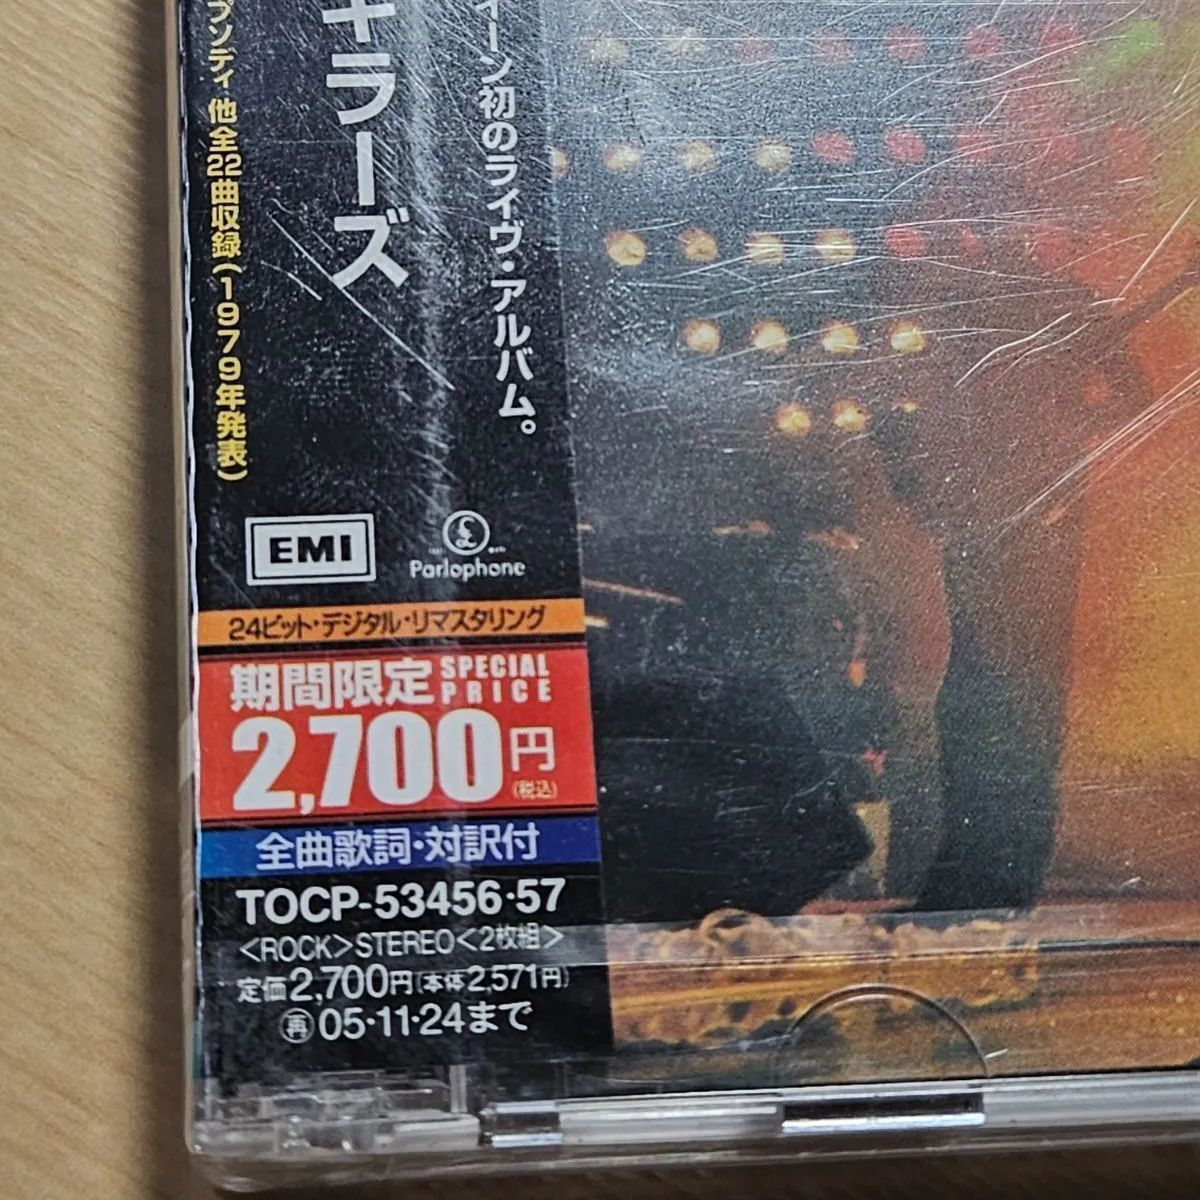 キラーズ
イーン初のライヴ・アルバム。
プソディ 他全22曲収録(1979年発表)
EMI
Parlophone
24ビット・デジタル・リマスタリング
期間限定 SPECIAL PRICE
2,700円
(税込)
全曲歌詞・対訳付
TOCP-53456・57
<ROCK>STEREO<2枚組>
定価2,700円(本体2,571円)
再 05・11・24まで